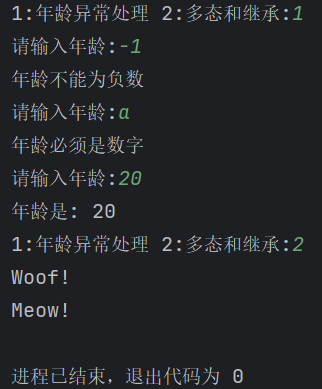 1:年龄异常处理 2:多态和继承:1
请输入年龄:-1
年龄不能为负数
请输入年龄:a
年龄必须是数字
请输入年龄:20
年龄是: 20
1:年龄异常处理 2:多态和继承:2
Woof!
Meow!
进程已结束，退出代码为 0